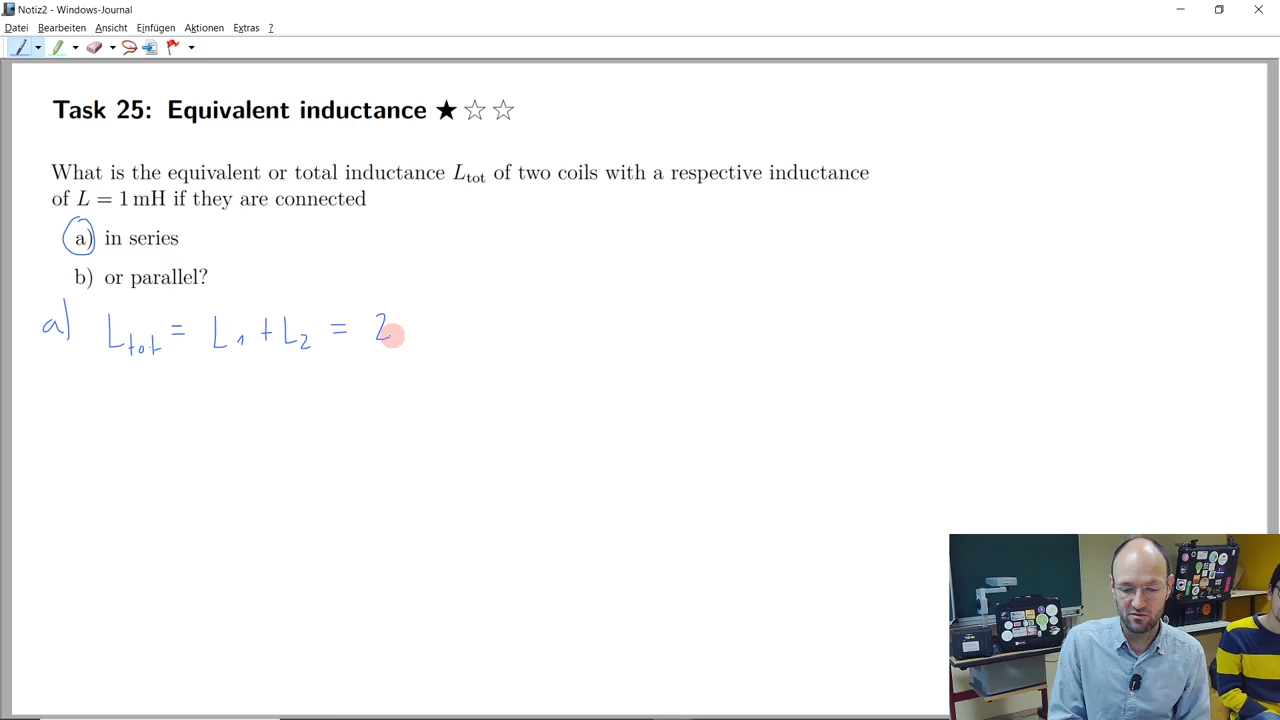 Notiz2 - Windows-Journal
Datei Bearbeiten Ansicht Einfügen Aktionen Extras ?
Task 25: Equivalent inductance ★☆☆
What is the equivalent or total inductance L_tot of two coils with a respective inductance
of L = 1 mH if they are connected
a) in series
b) or parallel?
a) L_tot = L_1 + L_2 = 2